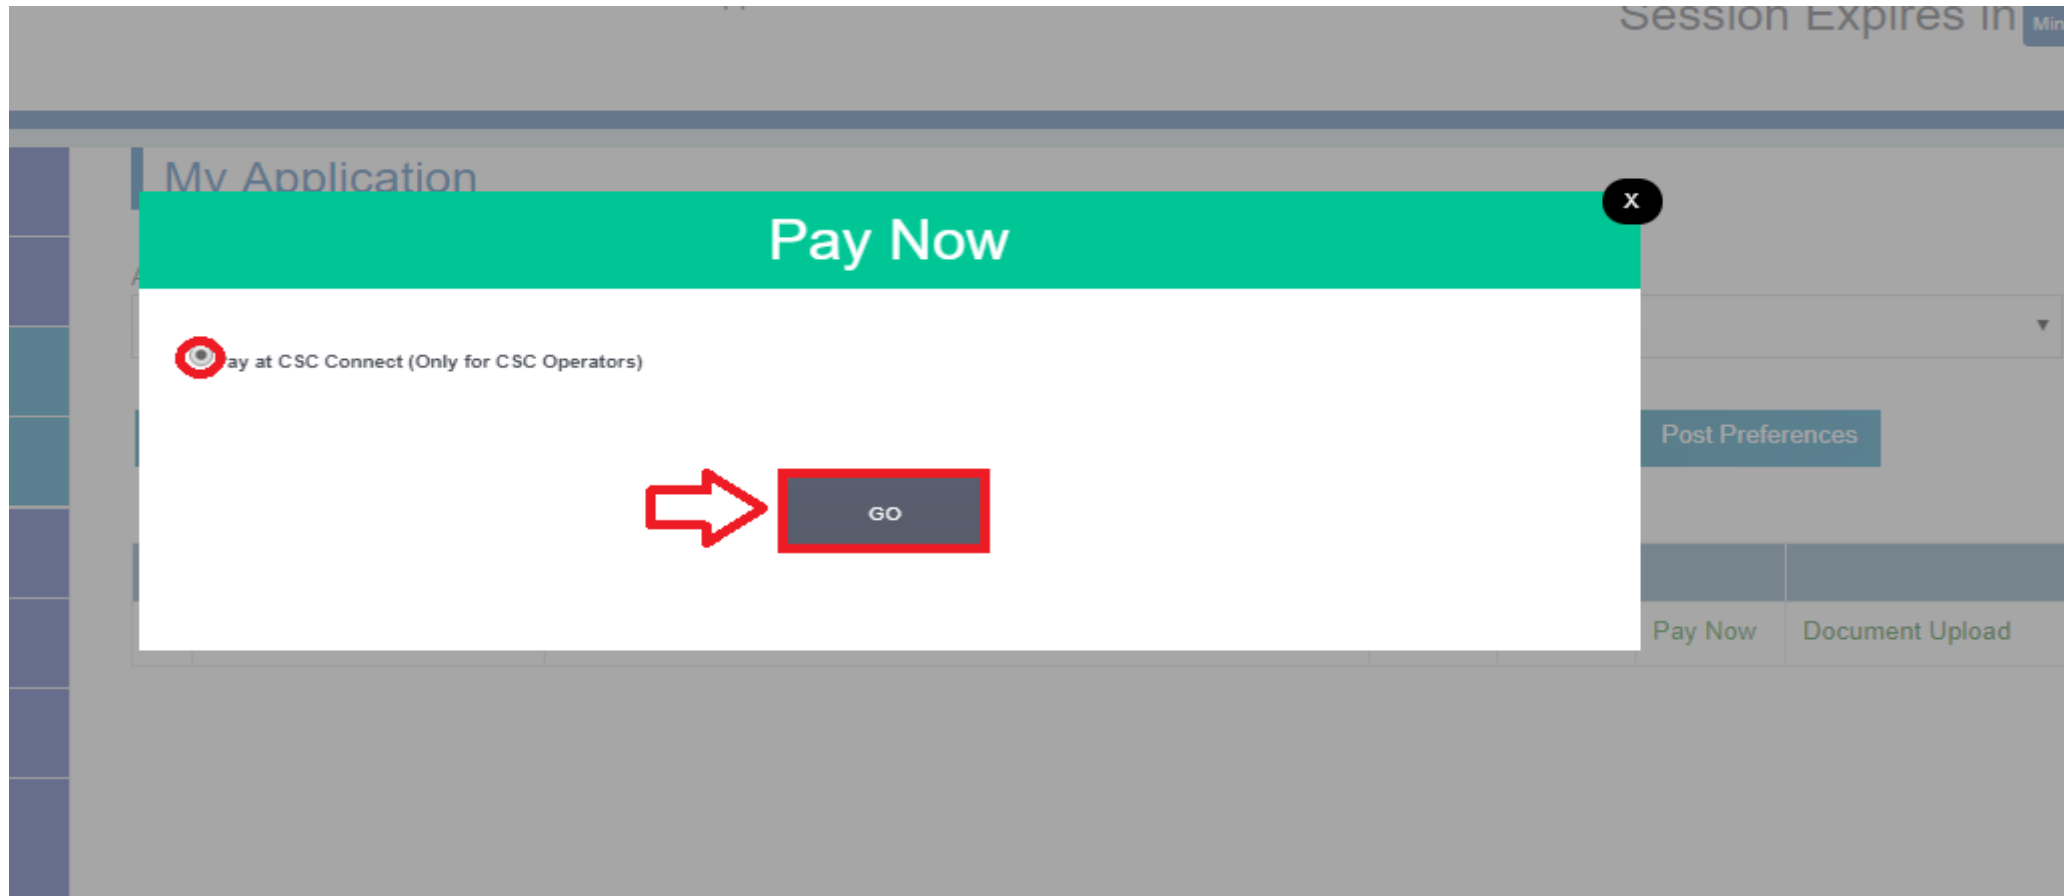 Session Expires in Min
My Application
x
Pay Now
ay at CSC Connect (Only for CSC Operators)
Post Preferences
GO
Pay Now Document Upload